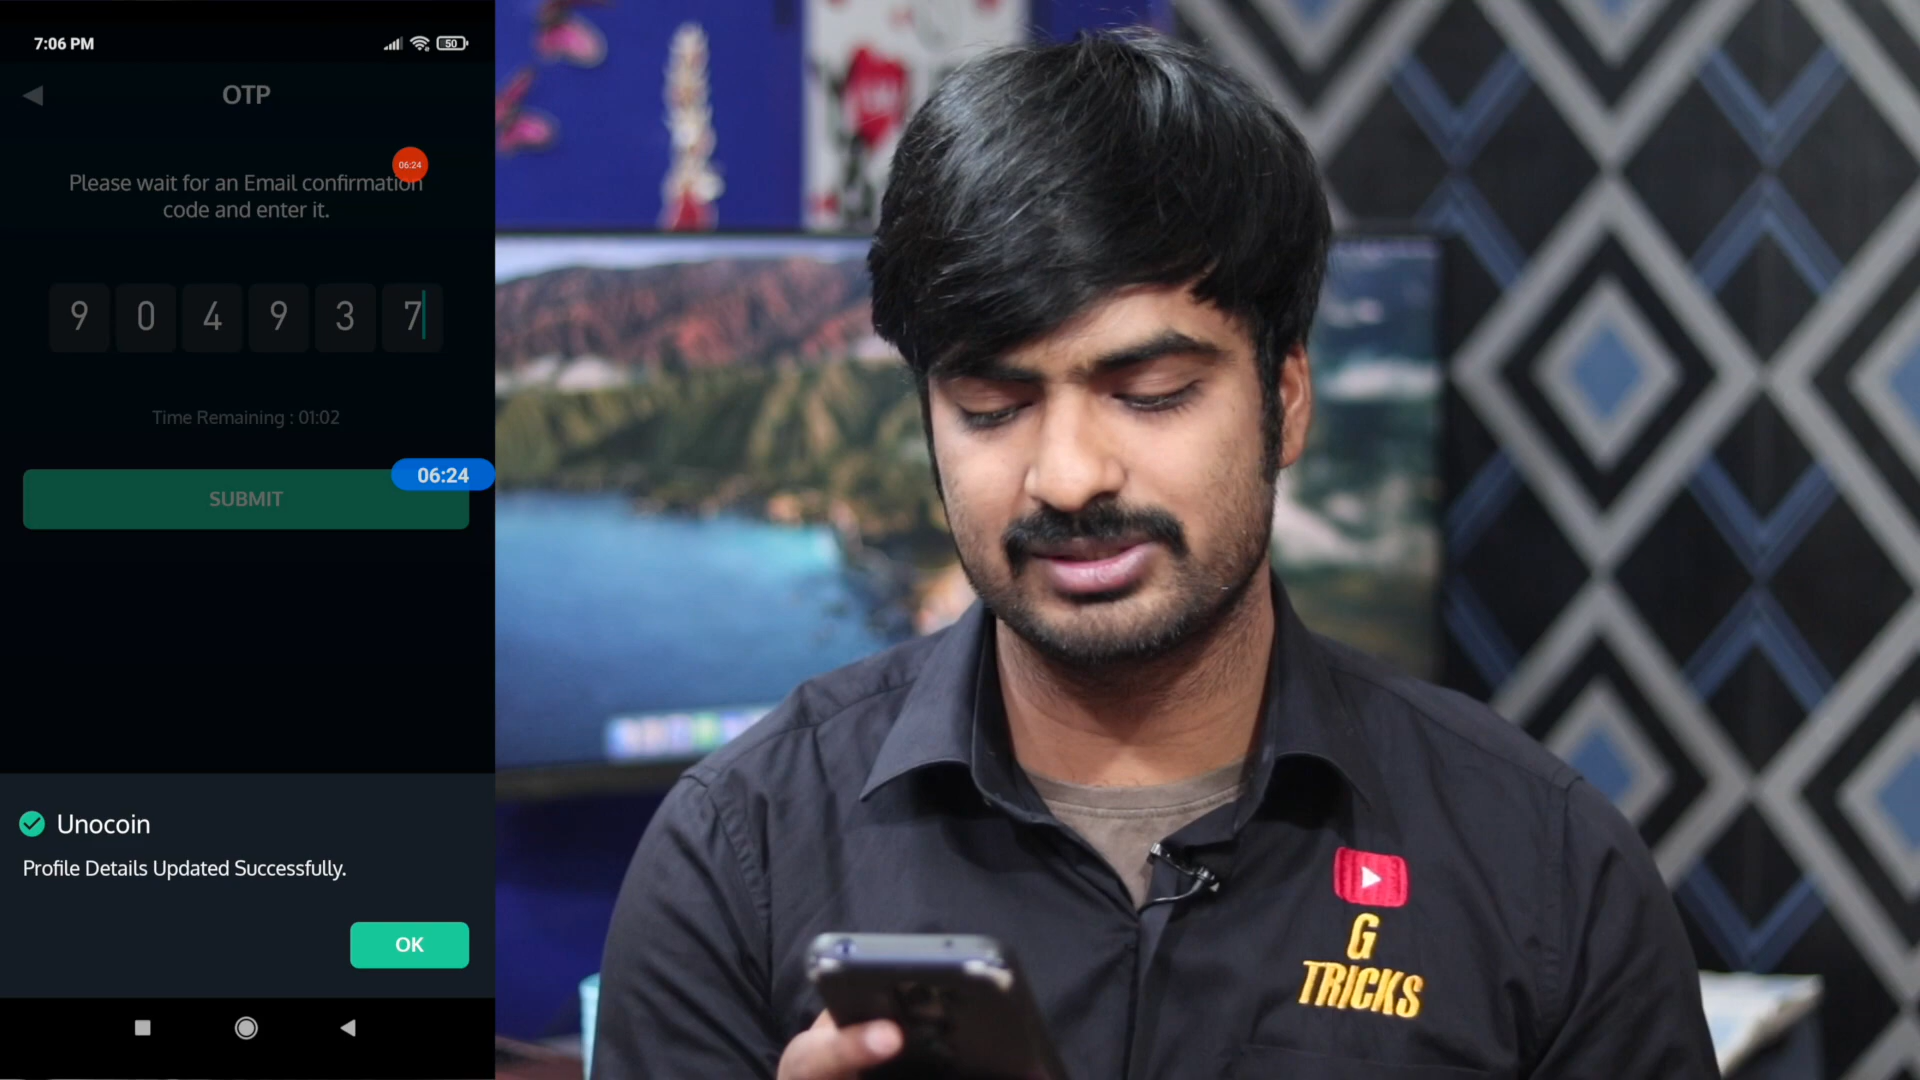 7:06 PM
50
OTP
06:24
Please wait for an Email confirmation
code and enter it.
9 0 4 9 3 7
Time Remaining : 01:02
06:24
SUBMIT
Unocoin
Profile Details Updated Successfully.
OK
G
TRICKS